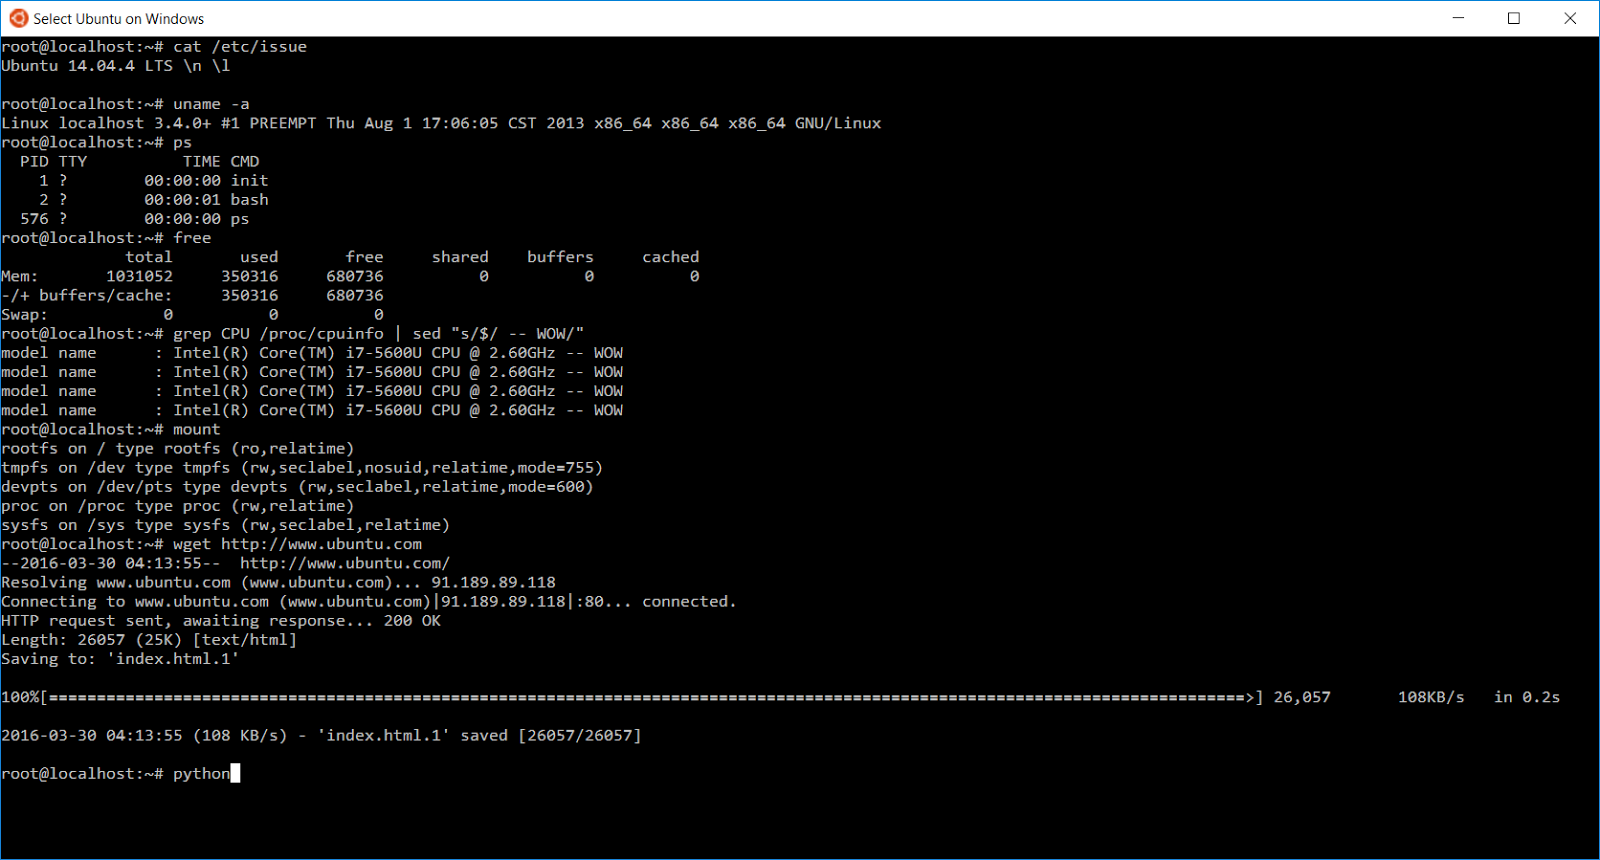 Select Ubuntu on Windows
root@localhost:~# cat /etc/issue
Ubuntu 14.04.4 LTS \n \l
root@localhost:~# uname -a
Linux localhost 3.4.0+ #1 PREEMPT Thu Aug 1 17:06:05 CST 2013 x86_64 x86_64 x86_64 GNU/Linux
root@localhost:~# ps
  PID TTY          TIME CMD
    1 ?        00:00:00 init
    2 ?        00:00:01 bash
  576 ?        00:00:00 ps
root@localhost:~# free
             total       used       free     shared    buffers     cached
Mem:       1031052     350316     680736          0          0          0
-/+ buffers/cache:     350316     680736
Swap:            0          0          0
root@localhost:~# grep CPU /proc/cpuinfo | sed "s/$/ -- WOW/"
model name      : Intel(R) Core(TM) i7-5600U CPU @ 2.60GHz -- WOW
model name      : Intel(R) Core(TM) i7-5600U CPU @ 2.60GHz -- WOW
model name      : Intel(R) Core(TM) i7-5600U CPU @ 2.60GHz -- WOW
model name      : Intel(R) Core(TM) i7-5600U CPU @ 2.60GHz -- WOW
root@localhost:~# mount
rootfs on / type rootfs (ro,relatime)
tmpfs on /dev type tmpfs (rw,seclabel,nosuid,relatime,mode=755)
devpts on /dev/pts type devpts (rw,seclabel,relatime,mode=600)
proc on /proc type proc (rw,relatime)
sysfs on /sys type sysfs (rw,seclabel,relatime)
root@localhost:~# wget http://www.ubuntu.com
--2016-03-30 04:13:55--  http://www.ubuntu.com/
Resolving www.ubuntu.com (www.ubuntu.com)... 91.189.89.118
Connecting to www.ubuntu.com (www.ubuntu.com)|91.189.89.118|:80... connected.
HTTP request sent, awaiting response... 200 OK
Length: 26057 (25K) [text/html]
Saving to: 'index.html.1'
100%[=============================================================================================================================>] 26,057       108KB/s   in 0.2s
2016-03-30 04:13:55 (108 KB/s) - 'index.html.1' saved [26057/26057]
root@localhost:~# python